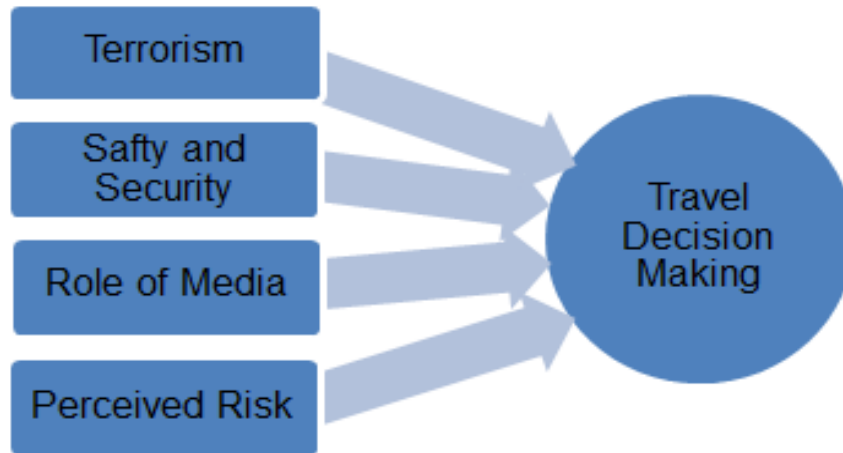 Terrorism
Safty and
Security
Role of Media
Perceived Risk
Travel
Decision
Making